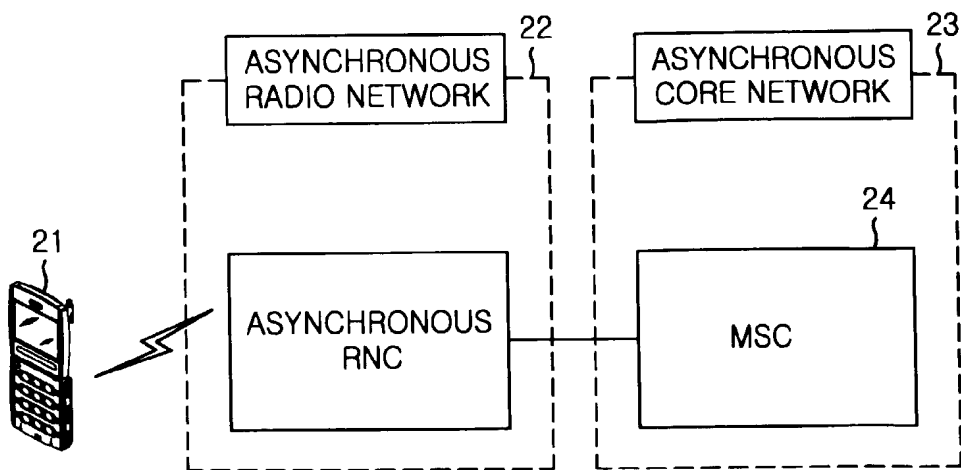 22
23
ASYNCHRONOUS
RADIO NETWORK
ASYNCHRONOUS
CORE NETWORK
24
21
ASYNCHRONOUS
RNC
MSC